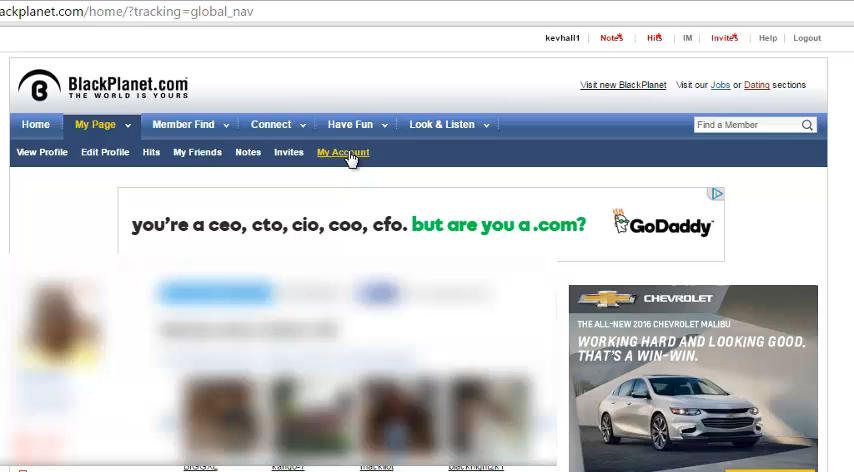 ackplanet.com/home/?tracking=global_nav
kevhall1 Notes Hits IM Invites Help Logout
BlackPlanet.com
THE WORLD IS YOURS
Visit new BlackPlanet Visit our Jobs or Dating sections
Home My Page Member Find Connect Have Fun Look & Listen Find a Member
View Profile Edit Profile Hits My Friends Notes Invites My Account
you're a ceo, cto, cio, coo, cfo. but are you a .com? GoDaddy™
CHEVROLET
THE ALL-NEW 2016 CHEVROLET MALIBU
WORKING HARD AND LOOKING GOOD,
THAT'S A WIN-WIN.